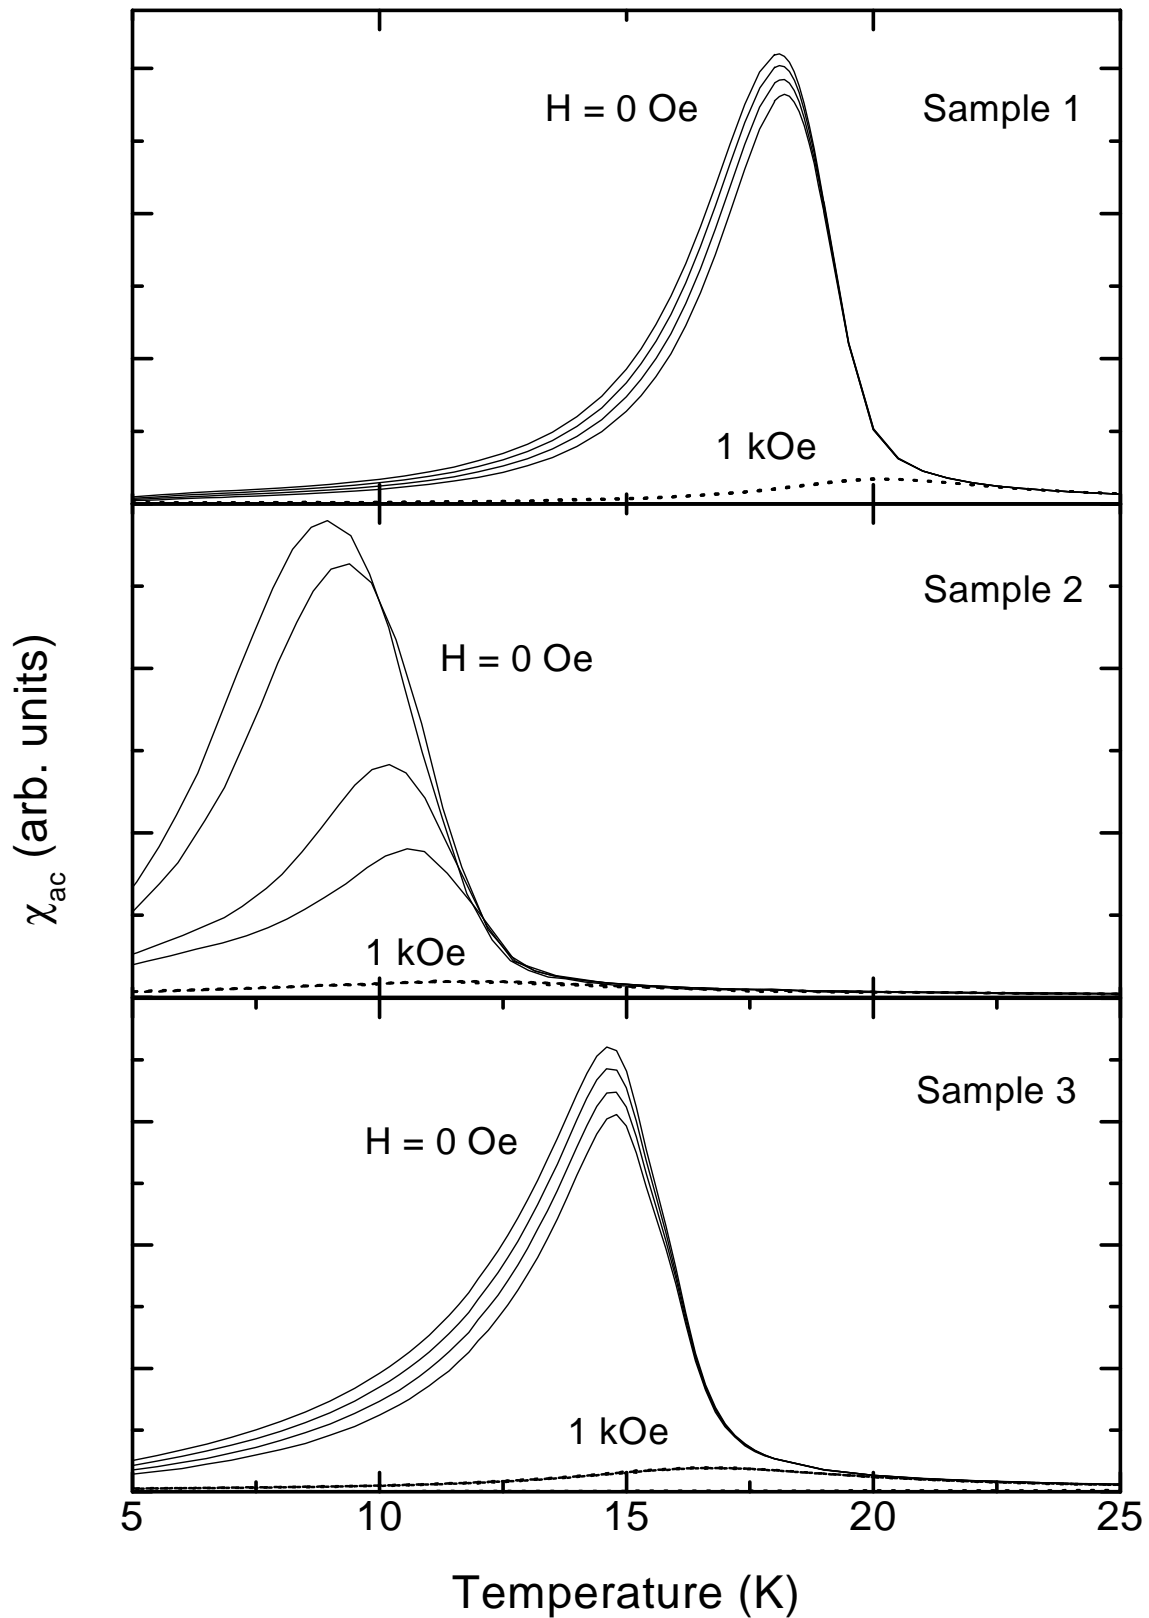 H = 0 Oe
Sample 1
1 kOe
Sample 2
H = 0 Oe
1 kOe
Sample 3
H = 0 Oe
1 kOe
χac (arb. units)
5 10 15 20 25
Temperature (K)